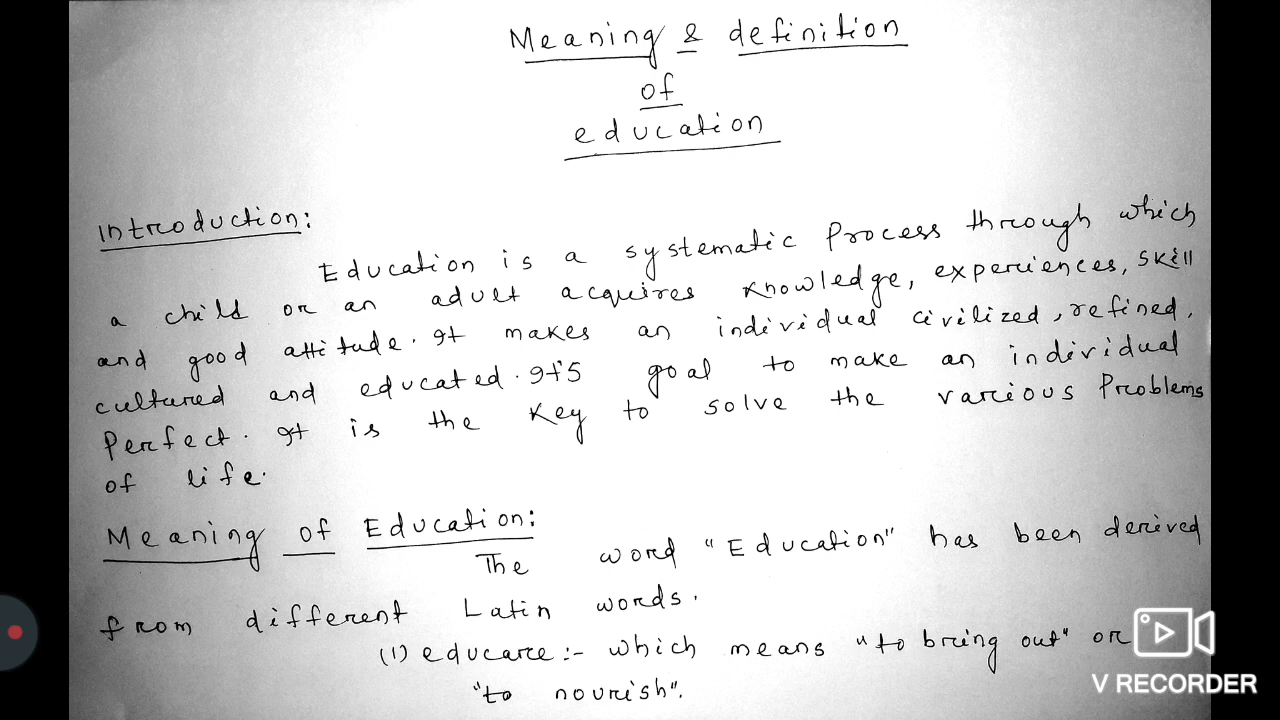 Meaning & definition
of
education
Introduction:
Education is a systematic Process through which
a child or an adult acquires knowledge, experiences, skill
and good attitude. It makes an individual civilized, refined,
cultured and educated. It's goal to make an individual
Perfect. It is the key to solve the various Problems
of life.
Meaning of Education:
The word "Education" has been derived
from different Latin words.
(1) educare:- which means "to bring out" or
"to nourish".
V RECORDER